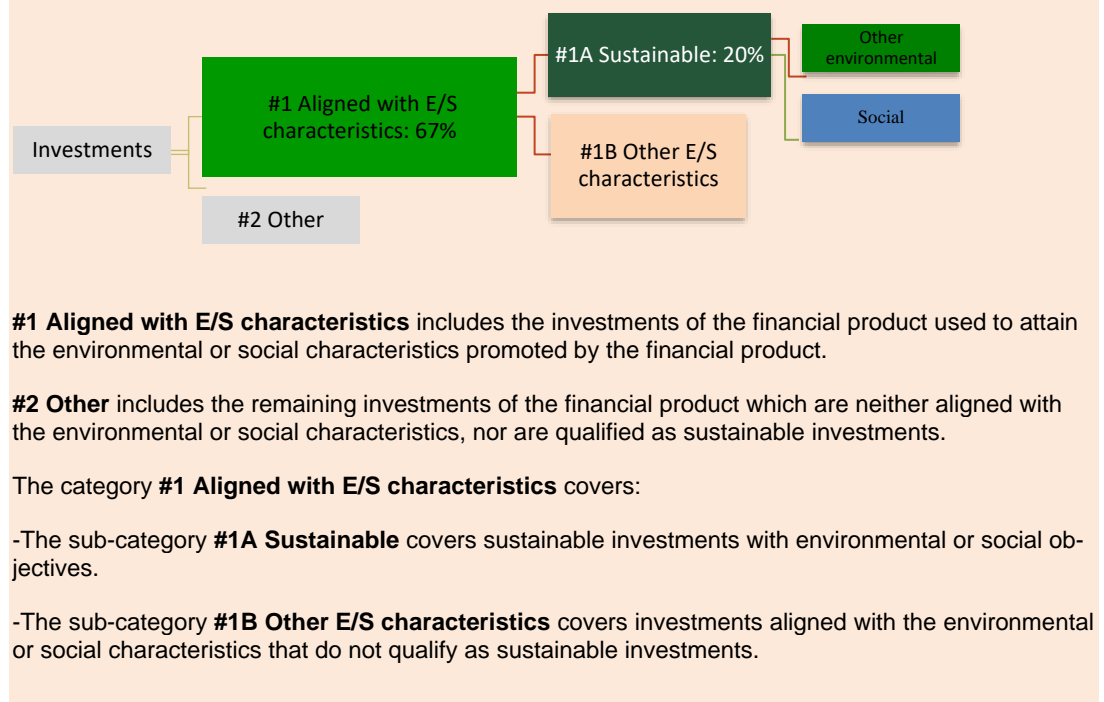 #1A Sustainable: 20%
Other
environmental
Social
#1 Aligned with E/S
characteristics: 67%
Investments
#1B Other E/S
characteristics
#2 Other
#1 Aligned with E/S characteristics includes the investments of the financial product used to attain
the environmental or social characteristics promoted by the financial product.
#2 Other includes the remaining investments of the financial product which are neither aligned with
the environmental or social characteristics, nor are qualified as sustainable investments.
The category #1 Aligned with E/S characteristics covers:
-The sub-category #1A Sustainable covers sustainable investments with environmental or social ob-
jectives.
-The sub-category #1B Other E/S characteristics covers investments aligned with the environmental
or social characteristics that do not qualify as sustainable investments.